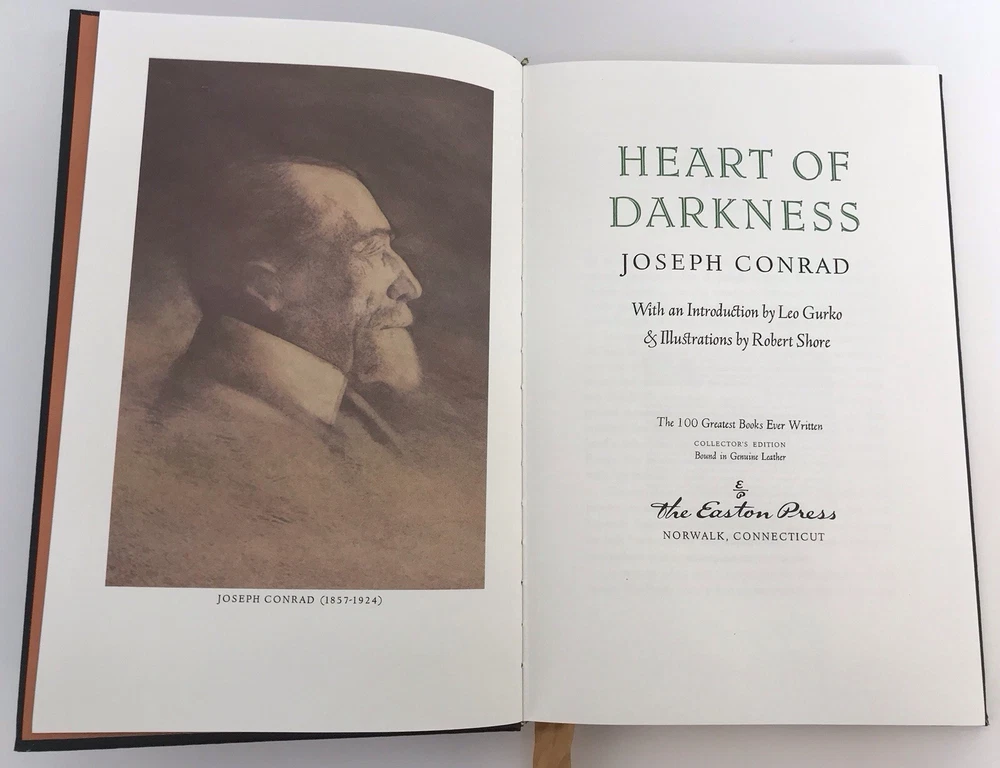 JOSEPH CONRAD (1857-1924)
HEART OF
DARKNESS
JOSEPH CONRAD
With an Introduction by Leo Gurko
& Illustrations by Robert Shore
The 100 Greatest Books Ever Written
COLLECTOR'S EDITION
Bound in Genuine Leather
E
P
the Easton Press
NORWALK, CONNECTICUT